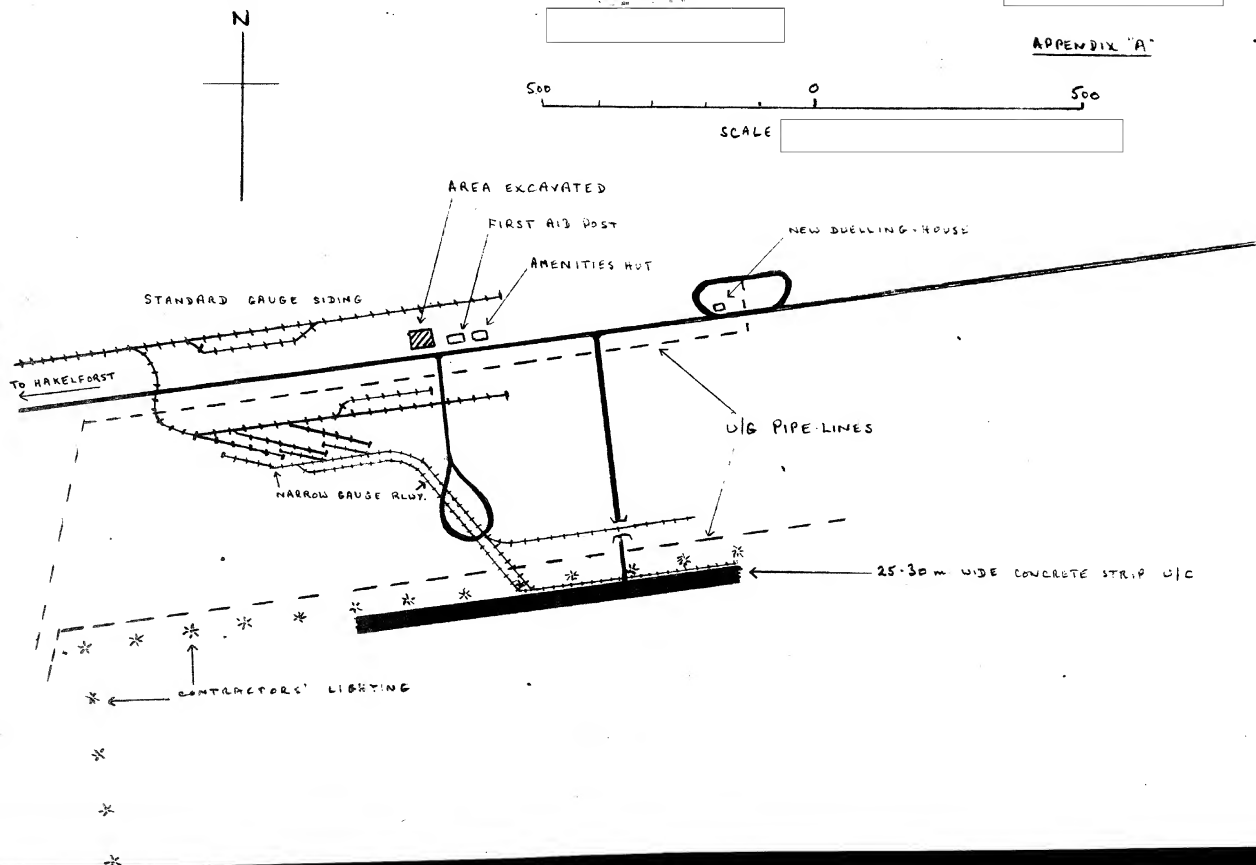 N
APPENDIX "A"
500 0 500
SCALE
AREA EXCAVATED
FIRST AID POST
NEW DWELLING-HOUSE
AMENITIES HUT
STANDARD GAUGE SIDING
TO HAKELFORST
U/G PIPE-LINES
NARROW GAUGE RLWY.
25-30 m WIDE CONCRETE STRIP U/C
CONTRACTORS' LIGHTING